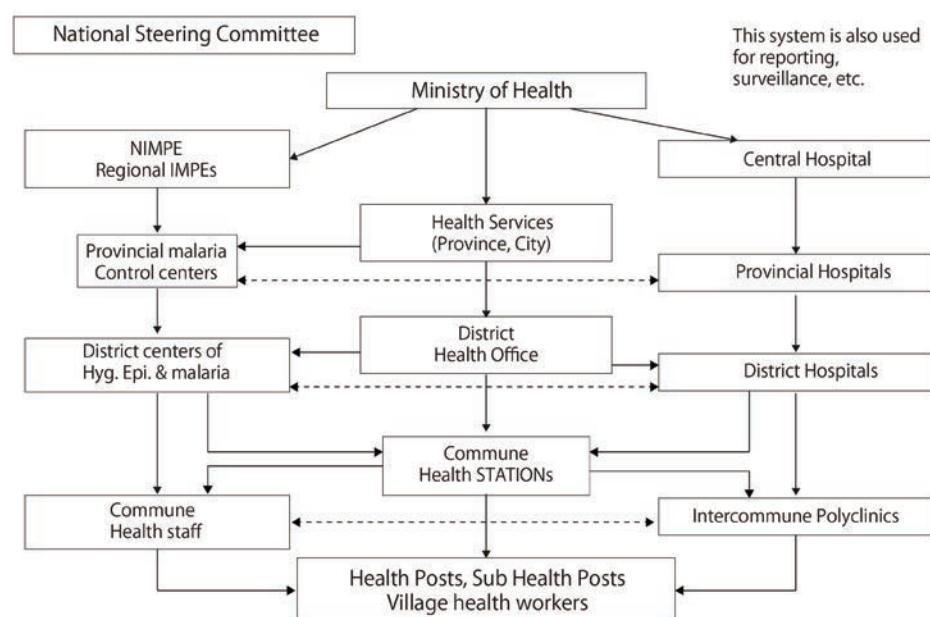 National Steering Committee
This system is also used
for reporting,
surveillance, etc.
Ministry of Health
NIMPE
Regional IMPEs
Central Hospital
Health Services
(Province, City)
Provincial malaria
Control centers
Provincial Hospitals
District
Health Office
District centers of
Hyg. Epi. & malaria
District Hospitals
Commune
Health STATIONs
Commune
Health staff
Intercommune Polyclinics
Health Posts, Sub Health Posts
Village health workers